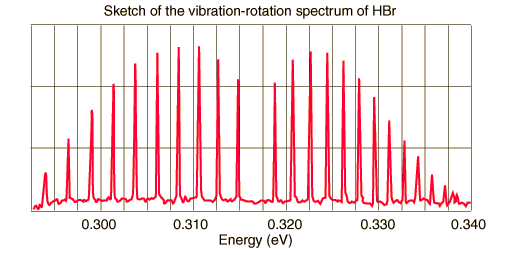 Sketch of the vibration-rotation spectrum of HBr
0.300 0.310 0.320 0.330 0.340
Energy (eV)